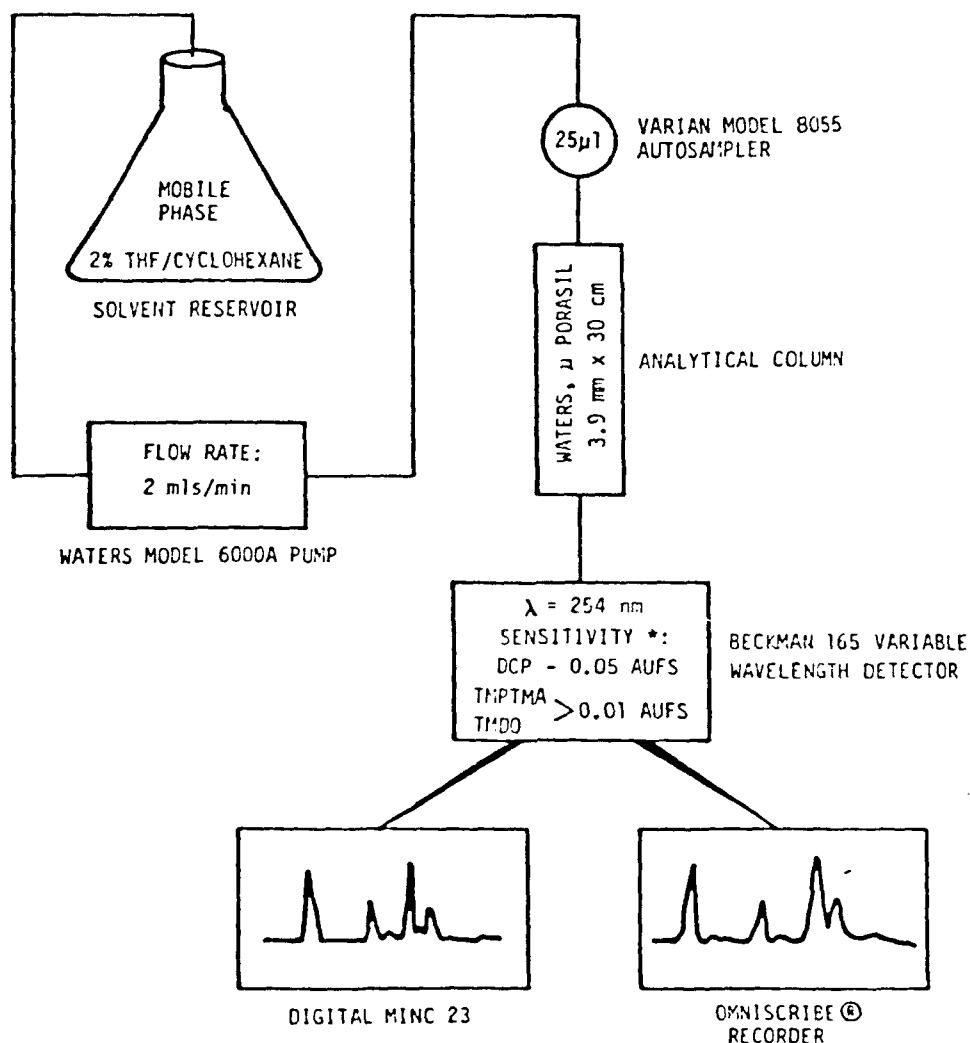 MOBILE
PHASE
2% THF/CYCLOHEXANE
SOLVENT RESERVOIR
FLOW RATE:
2 mls/min
WATERS MODEL 6000A PUMP
25µl
VARIAN MODEL 8055
AUTOSAMPLER
WATERS, µ PORASIL
3.9 mm x 30 cm
ANALYTICAL COLUMN
λ = 254 nm
SENSITIVITY *:
DCP - 0.05 AUFS
TMPTMA
TMDO > 0.01 AUFS
BECKMAN 165 VARIABLE
WAVELENGTH DETECTOR
DIGITAL MINC 23
OMNISCRIBE®
RECORDER